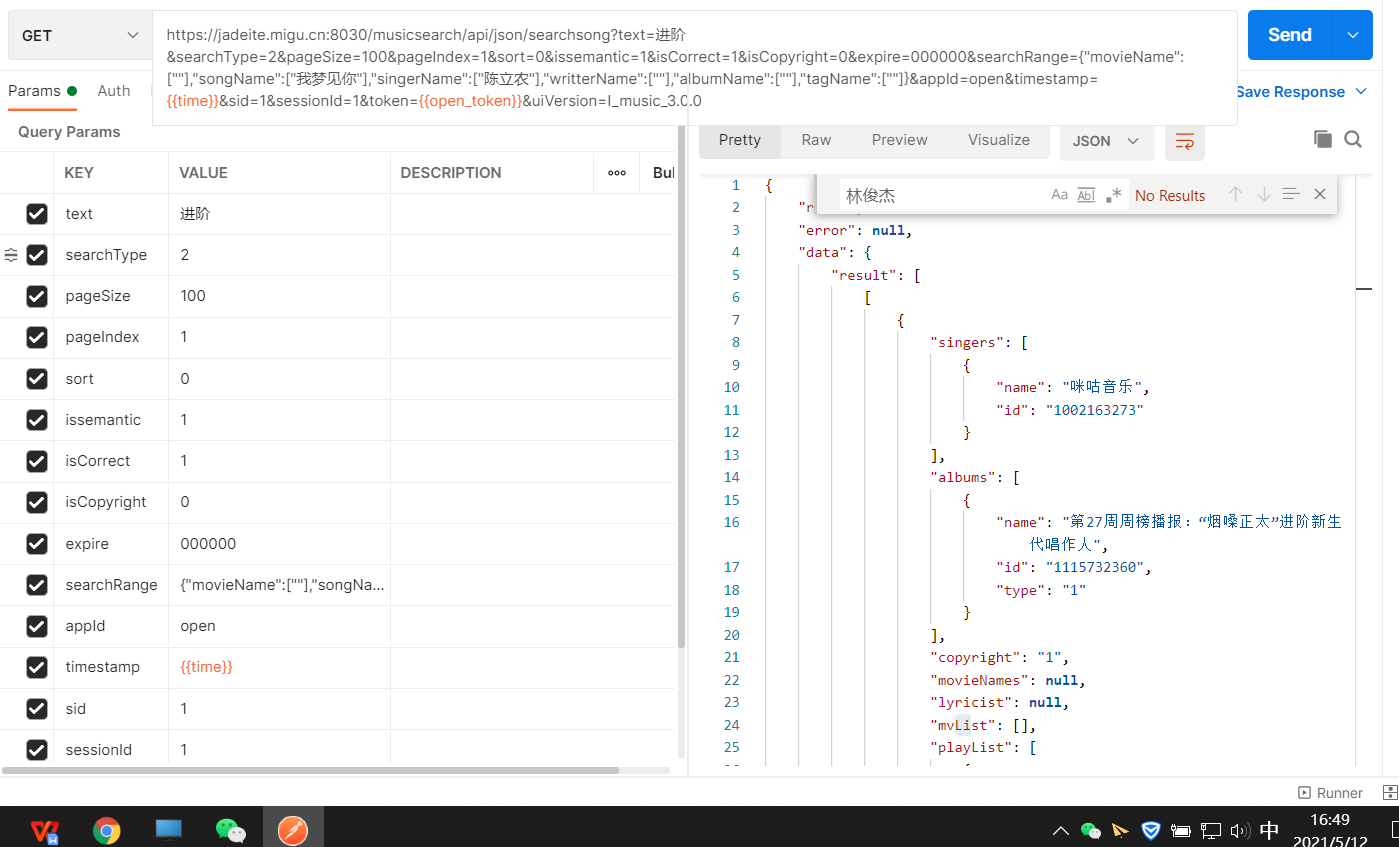 GET
https://jadeite.migu.cn:8030/musicsearch/api/json/searchsong?text=进阶
&searchType=2&pageSize=100&pageIndex=1&sort=0&issemantic=1&isCorrect=1&isCopyright=0&expire=000000&searchRange={"movieName":
[""],"songName":["我梦见你"],"singerName":["陈立农"],"writterName":[""],"albumName":[""],"tagName":[""]}&appId=open&timestamp=
{{time}}&sid=1&sessionId=1&token={{open_token}}&uiVersion=I_music_3.0.0
Send
Params
Auth
Save Response
Query Params
KEY VALUE DESCRIPTION ooo Bul
text 进阶
searchType 2
pageSize 100
pageIndex 1
sort 0
issemantic 1
isCorrect 1
isCopyright 0
expire 000000
searchRange {"movieName":[""],"songNa...
appId open
timestamp {{time}}
sid 1
sessionId 1
Pretty Raw Preview Visualize JSON
林俊杰 Aa Abl .* No Results
1 {
2 "r
3 "error": null,
4 "data": {
5 "result": [
6 [
7 {
8 "singers": [
9 {
10 "name": "咪咕音乐",
11 "id": "1002163273"
12 }
13 ],
14 "albums": [
15 {
16 "name": "第27周周榜播报：“烟嗓正太”进阶新生
代唱作人",
17 "id": "1115732360",
18 "type": "1"
19 }
20 ],
21 "copyright": "1",
22 "movieNames": null,
23 "lyricist": null,
24 "mvList": [],
25 "playList": [
Runner
中
16:49
2021/5/12